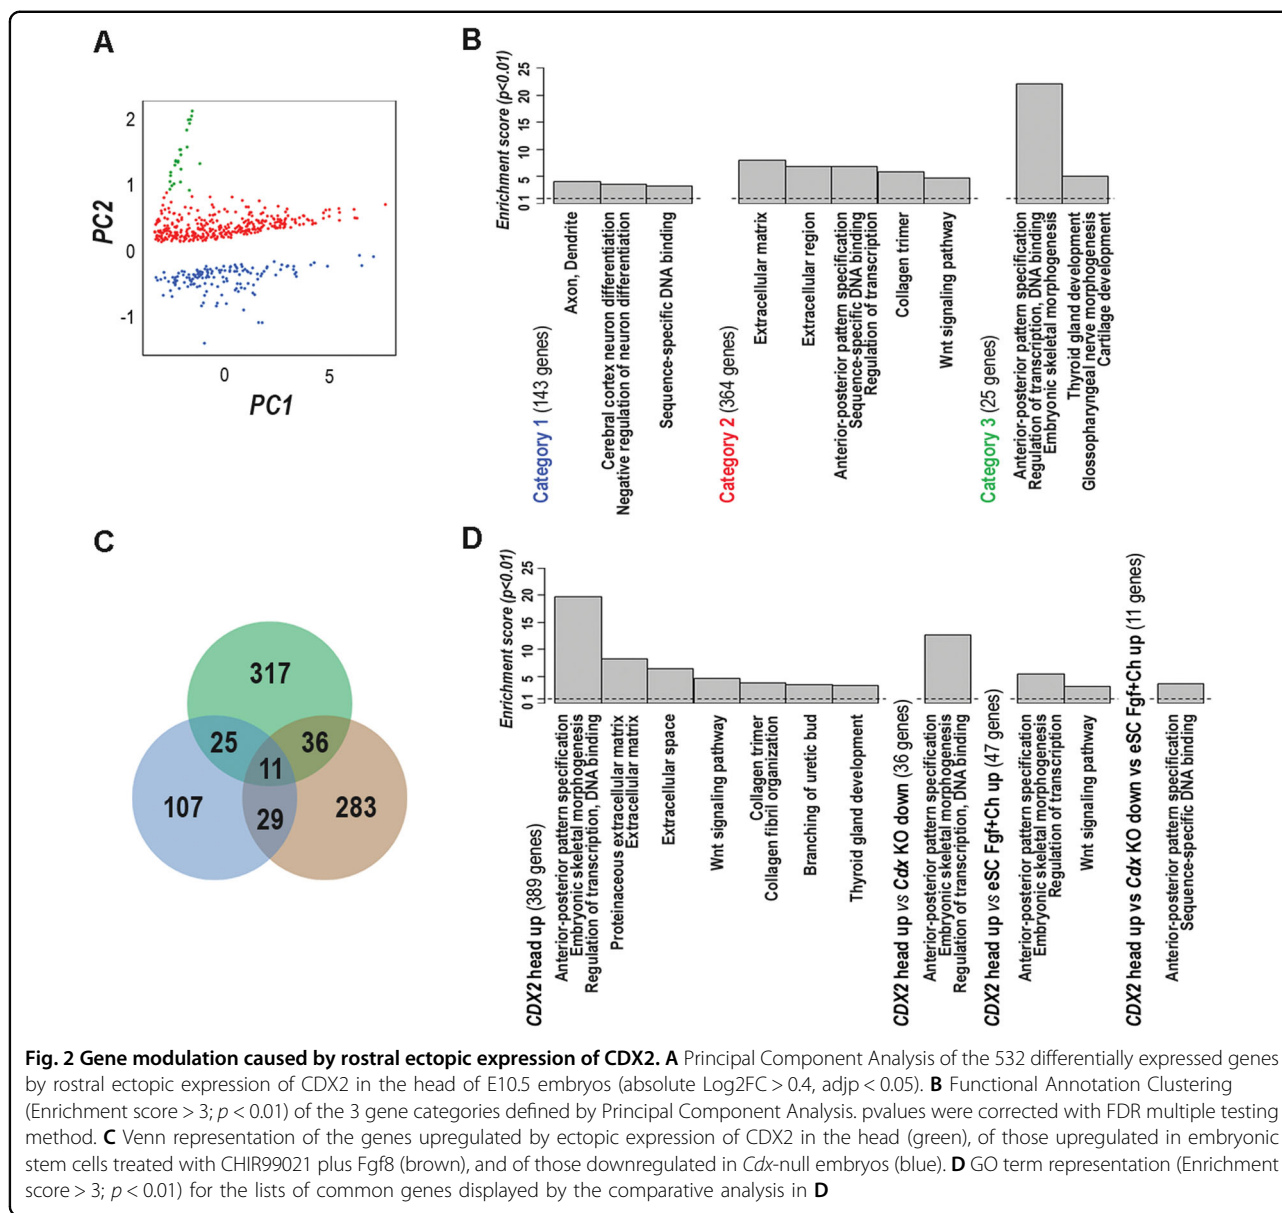 A
2
1
0
-1
PC2
0
5
PC1
B
Enrichment score (p<0.01)
25
20
15
10
5
1
0
Category 1 (143 genes)
Axon, Dendrite
Cerebral cortex neuron differentiation
Negative regulation of neuron differentiation
Sequence-specific DNA binding
Category 2 (364 genes)
Extracellular matrix
Extracellular region
Anterior-posterior pattern specification
Sequence-specific DNA binding
Regulation of transcription
Collagen trimer
Wnt signaling pathway
Category 3 (25 genes)
Anterior-posterior pattern specification
Regulation of transcription, DNA binding
Embryonic skeletal morphogenesis
Thyroid gland development
Glossopharyngeal nerve morphogenesis
Cartilage development
C
317
25
36
11
107
29
283
D
Enrichment score (p<0.01)
25
20
15
10
5
1
0
CDX2 head up (389 genes)
Anterior-posterior pattern specification
Embryonic skeletal morphogenesis
Regulation of transcription, DNA binding
Proteinaceous extracellular matrix
Extracellular matrix
Extracellular space
Wnt signaling pathway
Collagen trimer
Collagen fibril organization
Branching of uretic bud
Thyroid gland development
CDX2 head up vs Cdx KO down (36 genes)
Anterior-posterior pattern specification
Embryonic skeletal morphogenesis
Regulation of transcription, DNA binding
CDX2 head up vs eSC Fgf+Ch up (47 genes)
Anterior-posterior pattern specification
Embryonic skeletal morphogenesis
Regulation of transcription
Wnt signaling pathway
CDX2 head up vs Cdx KO down vs eSC Fgf+Ch up (11 genes)
Anterior-posterior pattern specification
Sequence-specific DNA binding
Fig. 2 Gene modulation caused by rostral ectopic expression of CDX2. A Principal Component Analysis of the 532 differentially expressed genes
by rostral ectopic expression of CDX2 in the head of E10.5 embryos (absolute Log2FC > 0.4, adjp < 0.05). B Functional Annotation Clustering
(Enrichment score > 3; p < 0.01) of the 3 gene categories defined by Principal Component Analysis. pvalues were corrected with FDR multiple testing
method. C Venn representation of the genes upregulated by ectopic expression of CDX2 in the head (green), of those upregulated in embryonic
stem cells treated with CHIR99021 plus Fgf8 (brown), and of those downregulated in Cdx-null embryos (blue). D GO term representation (Enrichment
score > 3; p < 0.01) for the lists of common genes displayed by the comparative analysis in D